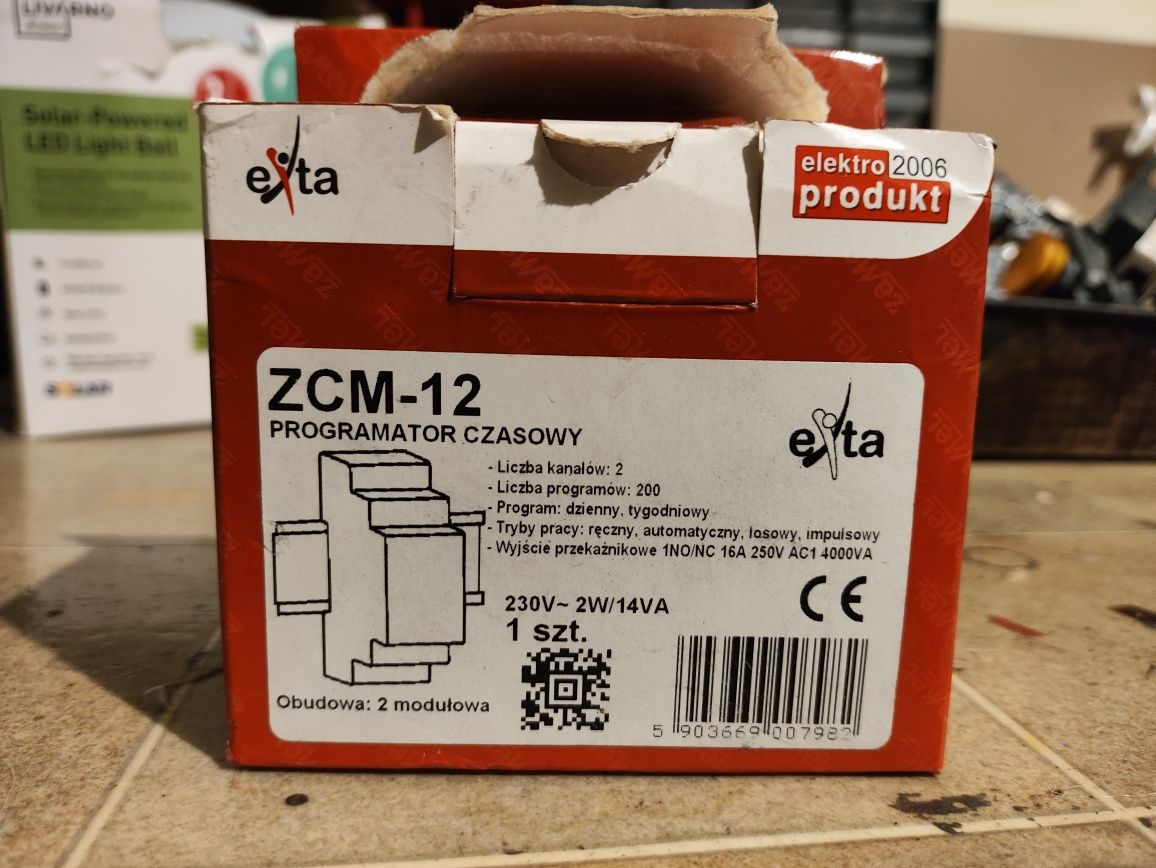 LIVARNO
Solar-Powered
LED Light Ball
SOLAR
exta
elektro 2006
produkt
zamel
ZCM-12
PROGRAMATOR CZASOWY
exta
- Liczba kanałów: 2
- Liczba programów: 200
- Program: dzienny, tygodniowy
- Tryby pracy: ręczny, automatyczny, losowy, impulsowy
- Wyjście przekaźnikowe 1NO/NC 16A 250V AC1 4000VA
230V~ 2W/14VA
CE
1 szt.
Obudowa: 2 modułowa
5 903669 007982